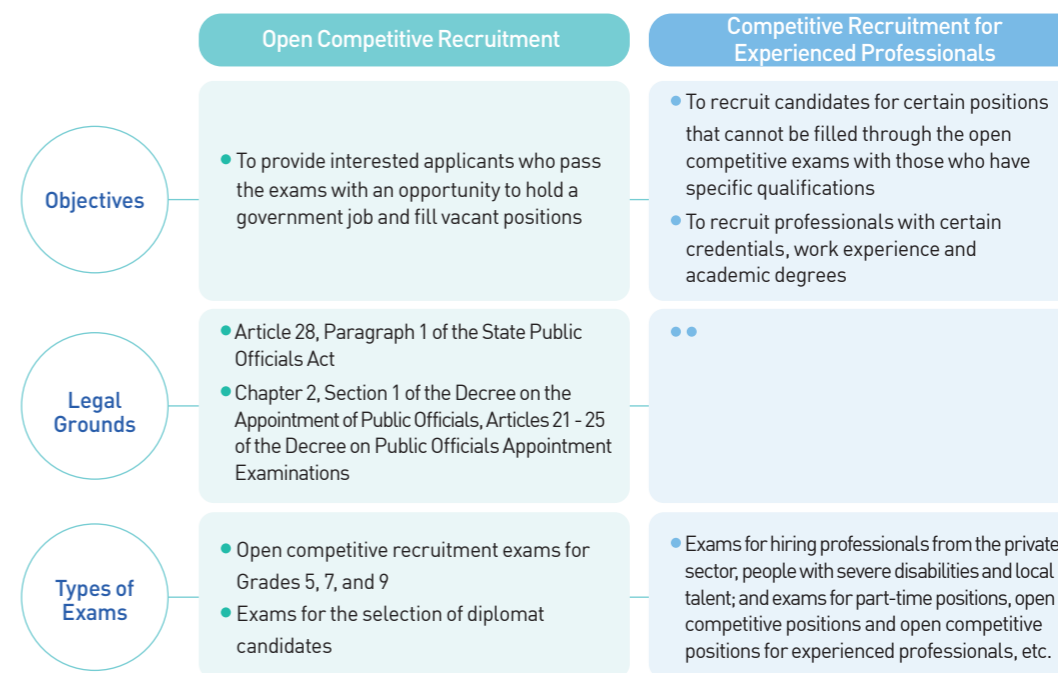 Open Competitive Recruitment
Competitive Recruitment for
Experienced Professionals
Objectives
• To provide interested applicants who pass
the exams with an opportunity to hold a
government job and fill vacant positions
• To recruit candidates for certain positions
that cannot be filled through the open
competitive exams with those who have
specific qualifications
• To recruit professionals with certain
credentials, work experience and
academic degrees
Legal
Grounds
• Article 28, Paragraph 1 of the State Public
Officials Act
• Chapter 2, Section 1 of the Decree on the
Appointment of Public Officials, Articles 21 - 25
of the Decree on Public Officials Appointment
Examinations
• •
Types of
Exams
• Open competitive recruitment exams for
Grades 5, 7, and 9
• Exams for the selection of diplomat
candidates
• Exams for hiring professionals from the private
sector, people with severe disabilities and local
talent; and exams for part-time positions, open
competitive positions and open competitive
positions for experienced professionals, etc.